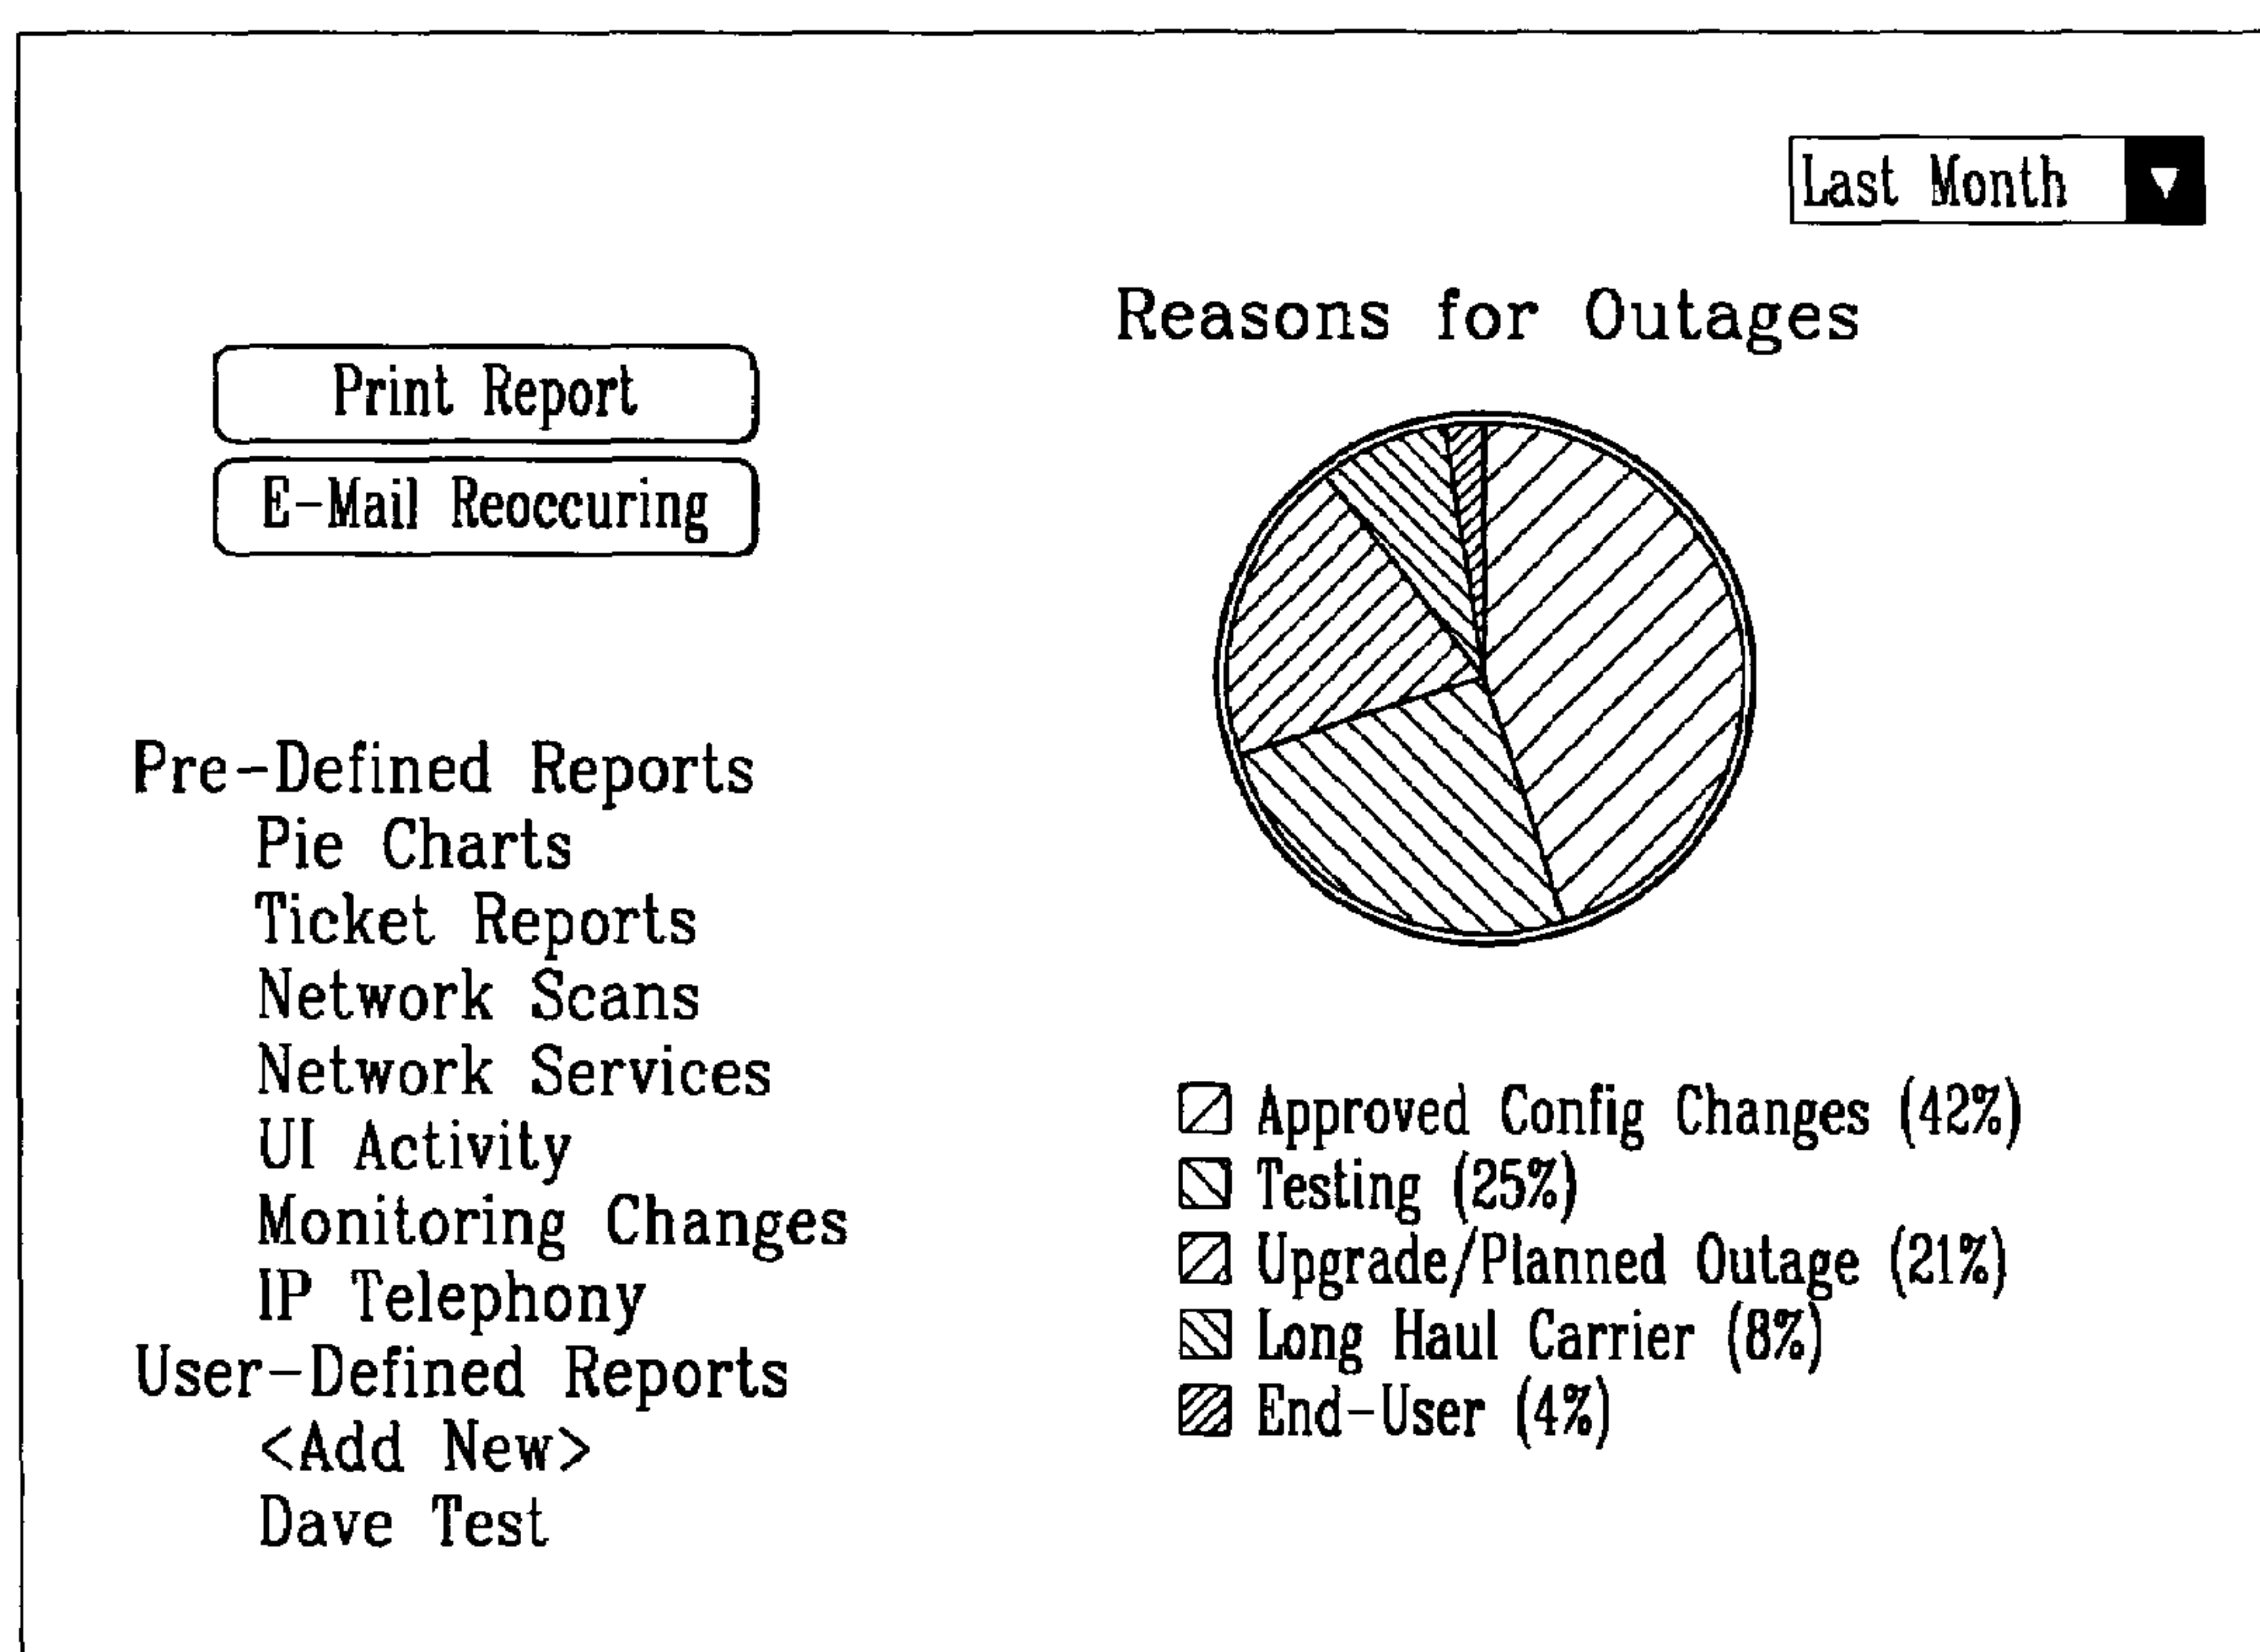 Last Month
Reasons for Outages
Print Report
E-Mail Reoccuring
Pre-Defined Reports
Pie Charts
Ticket Reports
Network Scans
Network Services
UI Activity
Monitoring Changes
IP Telephony
User-Defined Reports
<Add New>
Dave Test
Approved Config Changes (42%)
Testing (25%)
Upgrade/Planned Outage (21%)
Long Haul Carrier (8%)
End-User (4%)